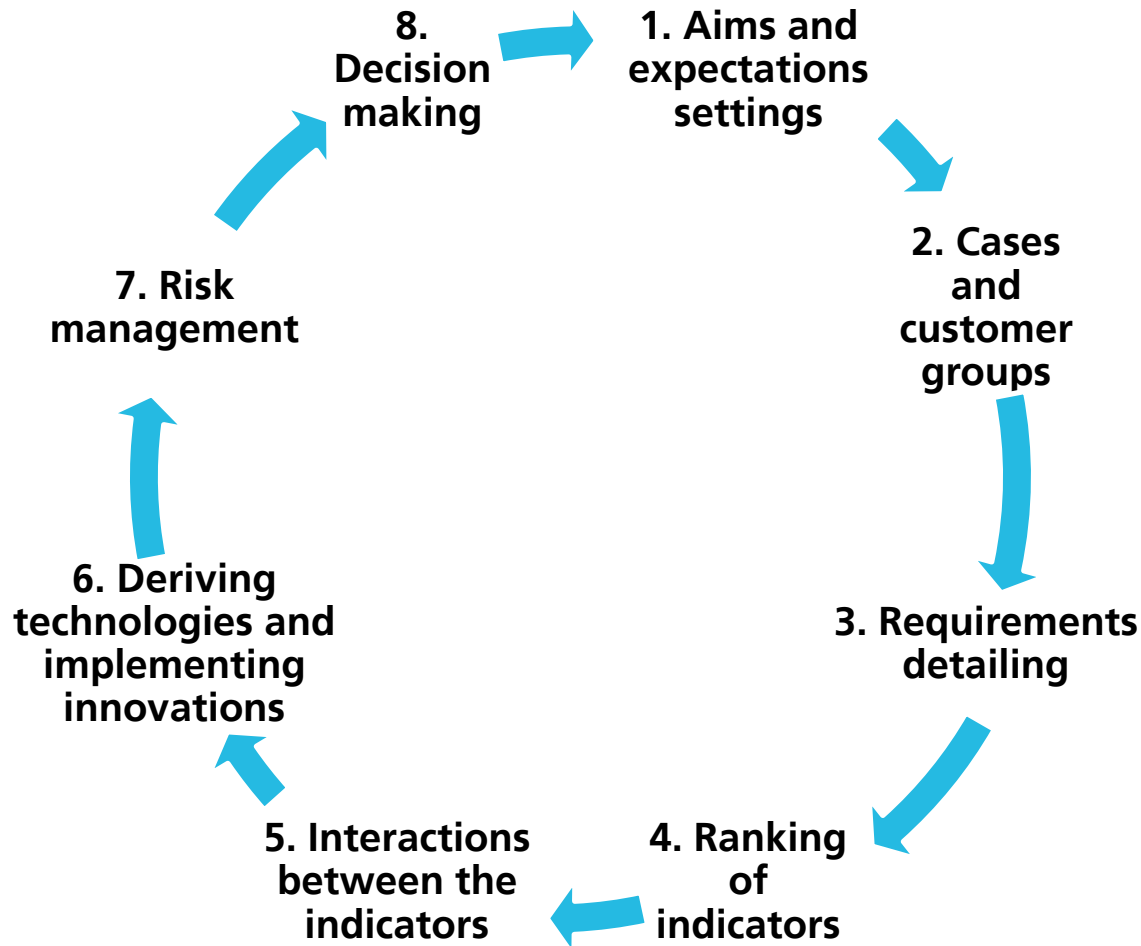 1. Aims and
expectations
settings
2. Cases
and
customer
groups
3. Requirements
detailing
4. Ranking
of
indicators
5. Interactions
between the
indicators
6. Deriving
technologies and
implementing
innovations
7. Risk
management
8.
Decision
making